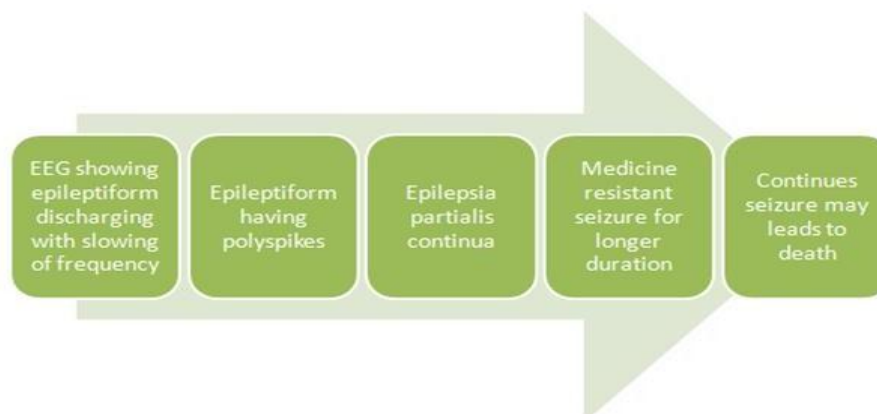 EEG showing
epileptiform
discharging
with slowing
of frequency
Epileptiform
having
polyspikes
Epilepsia
partialis
continua
Medicine
resistant
seizure for
longer
duration
Continues
seizure may
leads to
death